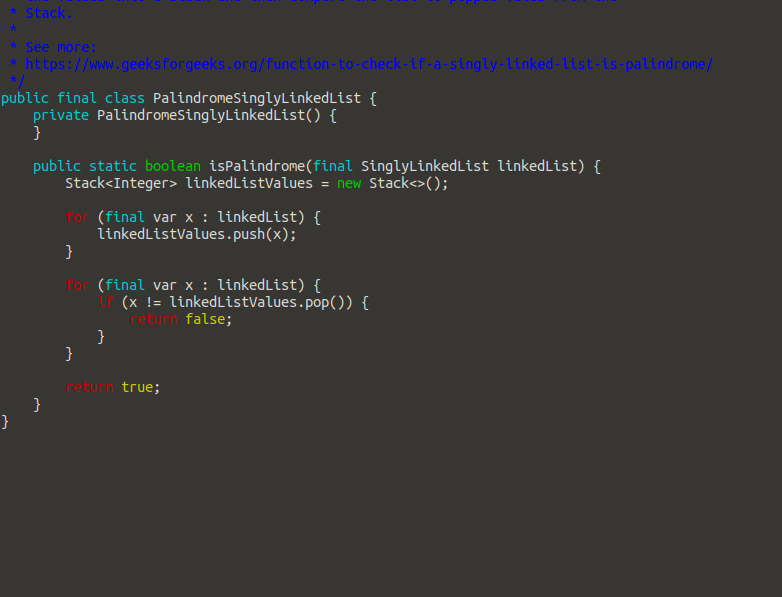 * Stack.
*
* See more:
* https://www.geeksforgeeks.org/function-to-check-if-a-singly-linked-list-is-palindrome/
*/
public final class PalindromeSinglyLinkedList {
    private PalindromeSinglyLinkedList() {
    }

    public static boolean isPalindrome(final SinglyLinkedList linkedList) {
        Stack<Integer> linkedListValues = new Stack<>();

        for (final var x : linkedList) {
            linkedListValues.push(x);
        }

        for (final var x : linkedList) {
            if (x != linkedListValues.pop()) {
                return false;
            }
        }

        return true;
    }
}